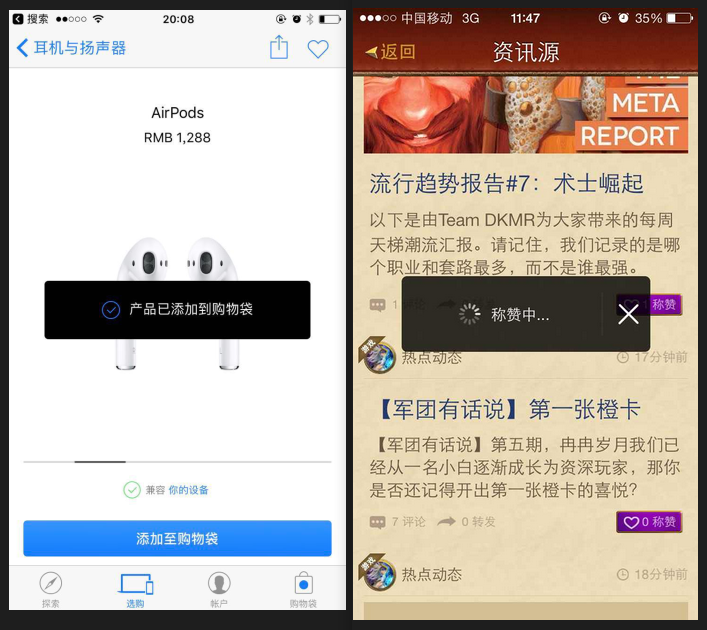 搜索
20:08
耳机与扬声器
AirPods
RMB 1,288
产品已添加到购物袋
兼容 你的设备
添加至购物袋
探索
选购
帐户
购物袋
中国移动 3G
11:47
35%
返回
资讯源
META
REPORT
流行趋势报告#7：术士崛起
以下是由Team DKMR为大家带来的每周
天梯潮流汇报。请记住，我们记录的是哪
个职业和套路最多，而不是谁最强。
称赞
称赞中...
游戏
热点动态
17分钟前
【军团有话说】第一张橙卡
【军团有话说】第五期，冉冉岁月我们已
经从一名小白逐渐成长为资深玩家，那你
是否还记得开出第一张橙卡的喜悦？
7 评论
0 转发
0 称赞
游戏
热点动态
18分钟前